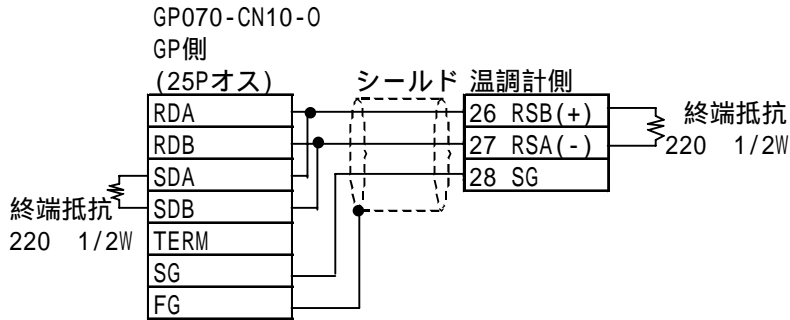 GP070-CN10-O
GP側
(25Pオス)
シールド
温調計側
RDA
RDB
SDA
SDB
TERM
SG
FG
26 RSB(+)
27 RSA(-)
28 SG
終端抵抗
220 1/2W
終端抵抗
220 1/2W